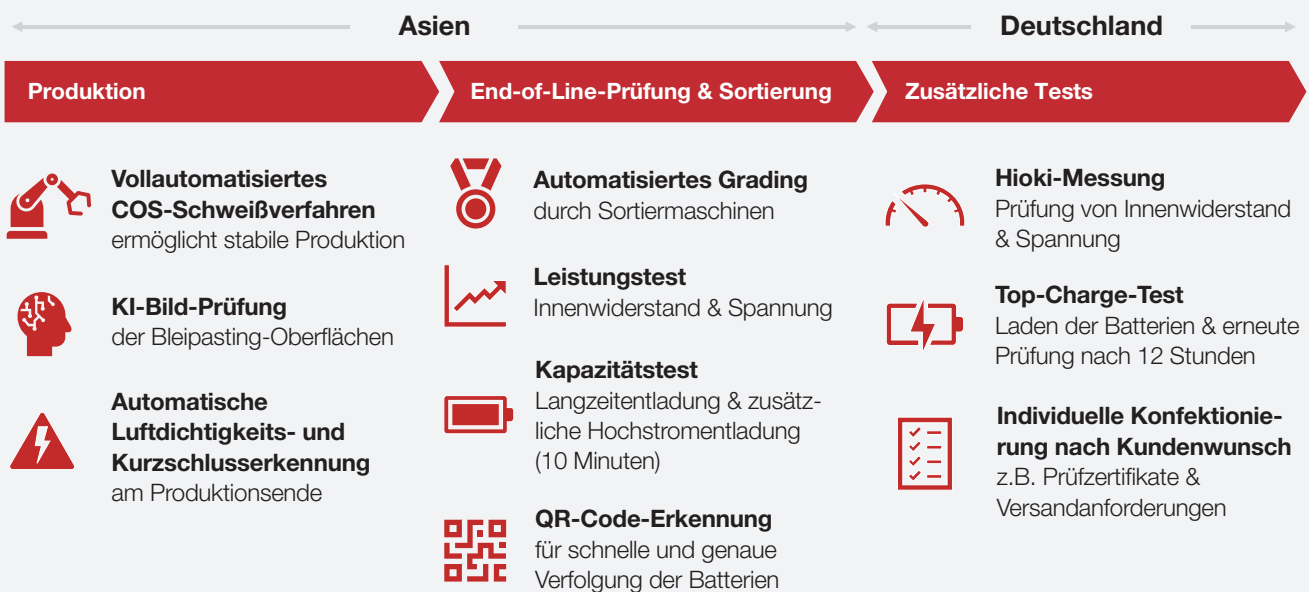 Asien
Deutschland
Produktion
End-of-Line-Prüfung & Sortierung
Zusätzliche Tests
Vollautomatisiertes
COS-Schweißverfahren
ermöglicht stabile Produktion
KI-Bild-Prüfung
der Bleipasting-Oberflächen
Automatische
Luftdichtigkeits- und
Kurzschlusserkennung
am Produktionsende
Automatisiertes Grading
durch Sortiermaschinen
Leistungstest
Innenwiderstand & Spannung
Kapazitätstest
Langzeitentladung & zusätz-
liche Hochstromentladung
(10 Minuten)
QR-Code-Erkennung
für schnelle und genaue
Verfolgung der Batterien
Hioki-Messung
Prüfung von Innenwiderstand
& Spannung
Top-Charge-Test
Laden der Batterien & erneute
Prüfung nach 12 Stunden
Individuelle Konfektionie-
rung nach Kundenwunsch
z.B. Prüfzertifikate &
Versandanforderungen